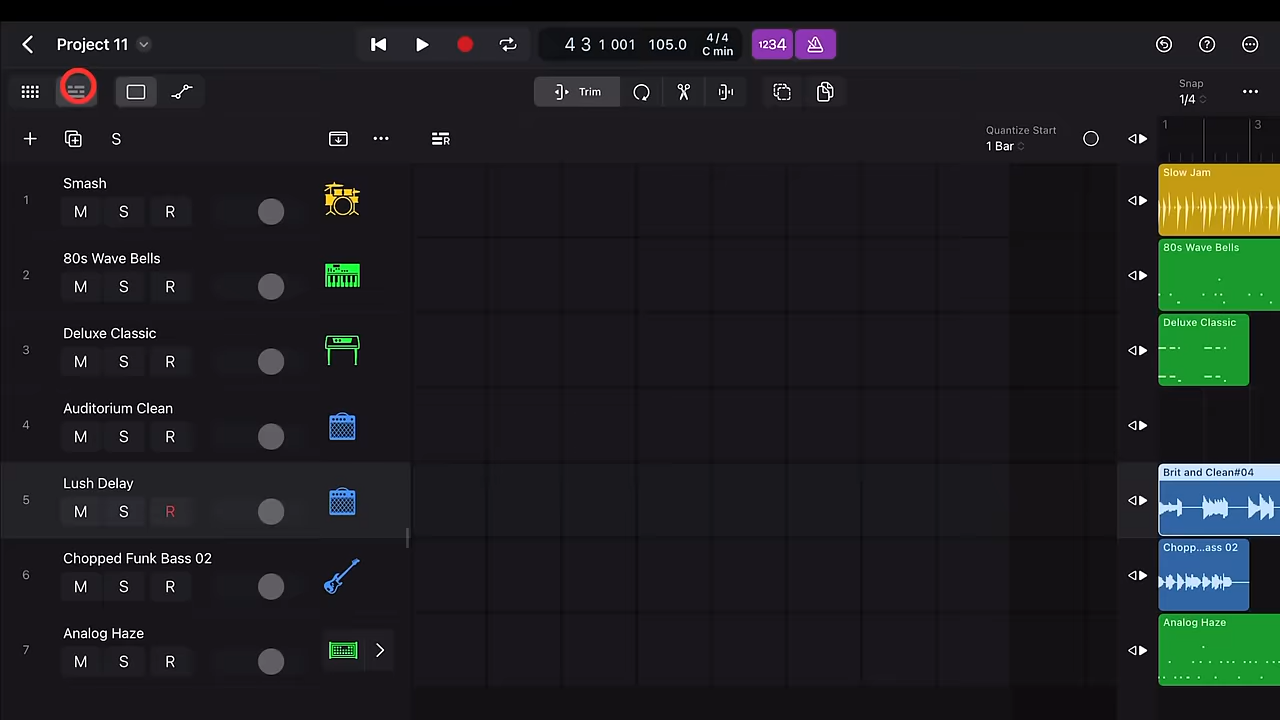 Project 11
4 3 1 001 105.0 4/4 C min
1234
Trim
Snap
1/4
S
Quantize Start
1 Bar
1 3
1 Smash
M S R
Slow Jam
2 80s Wave Bells
M S R
80s Wave Bells
3 Deluxe Classic
M S R
Deluxe Classic
4 Auditorium Clean
M S R
5 Lush Delay
M S R
Brit and Clean#04
6 Chopped Funk Bass 02
M S R
Chopp...ass 02
7 Analog Haze
M S R
Analog Haze